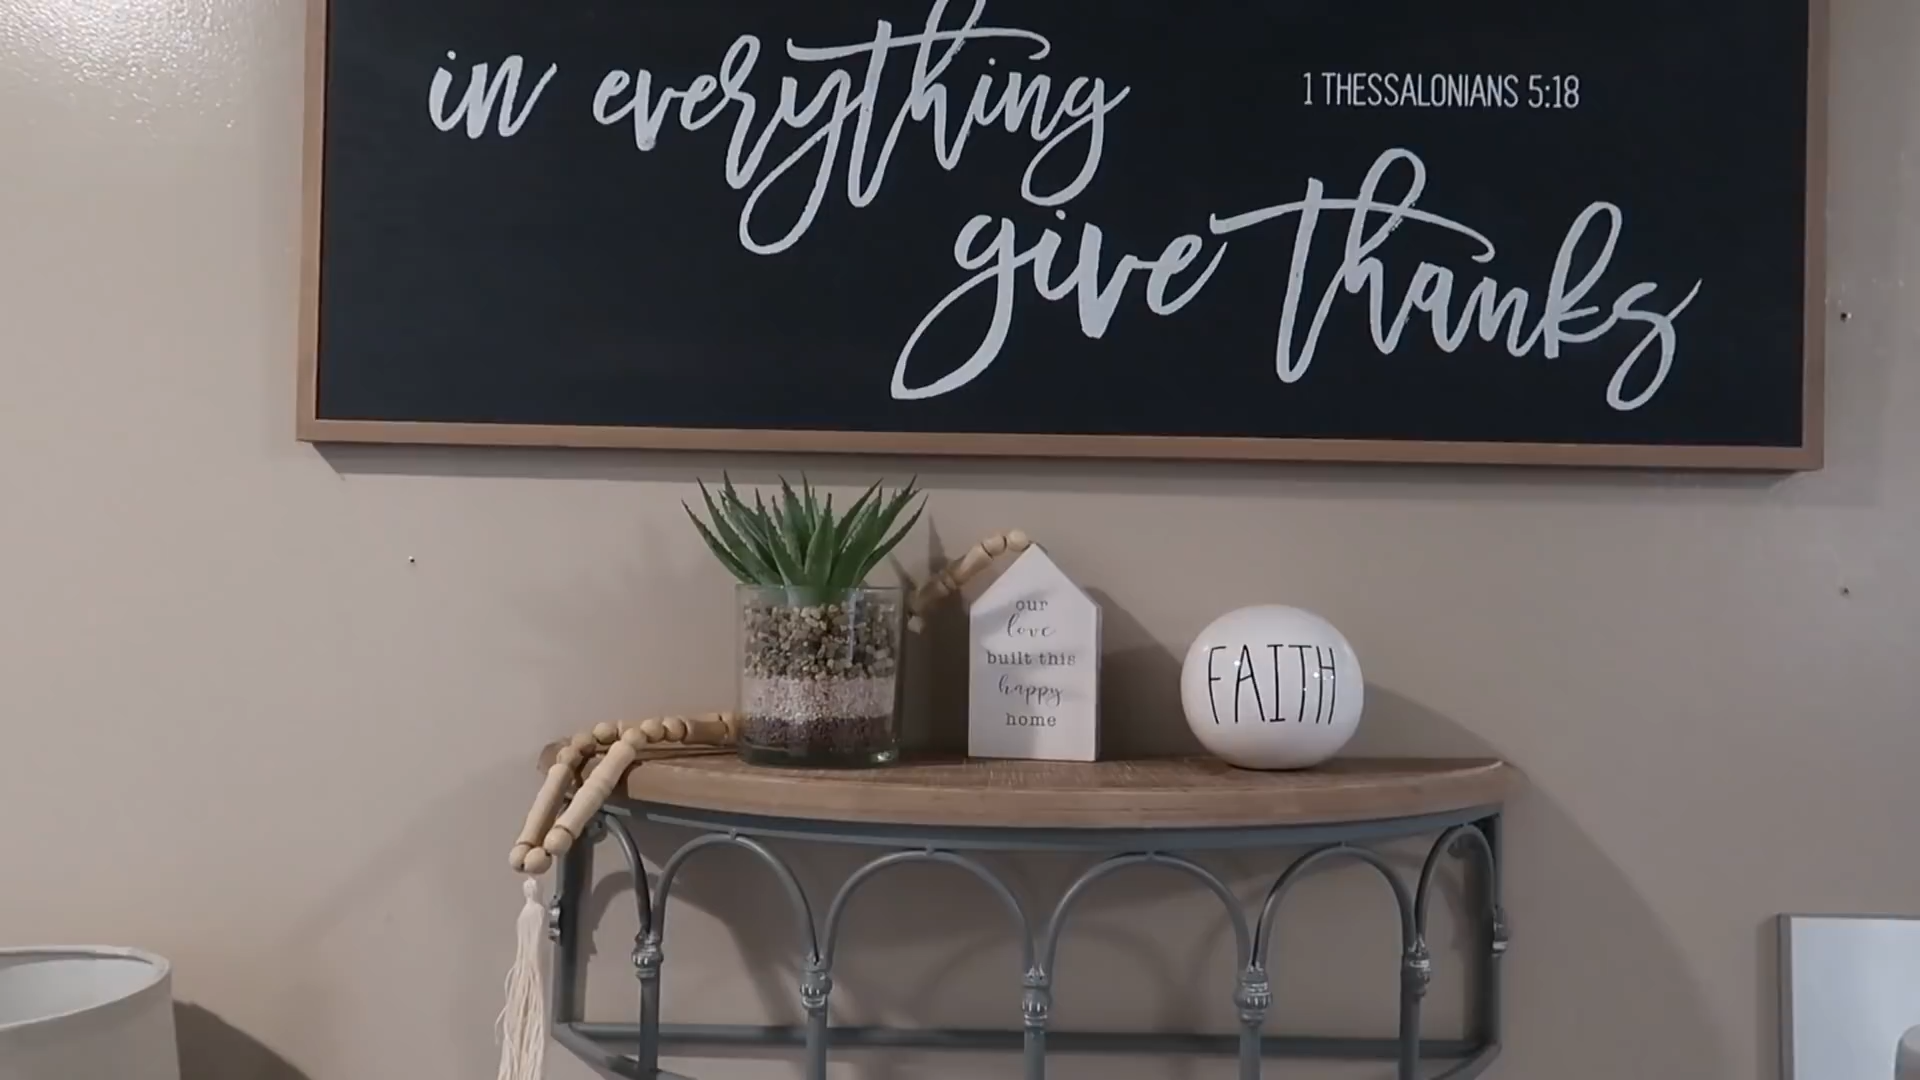 in everything
1 THESSALONIANS 5:18
give thanks
our
love
built this
happy
home
FAITH